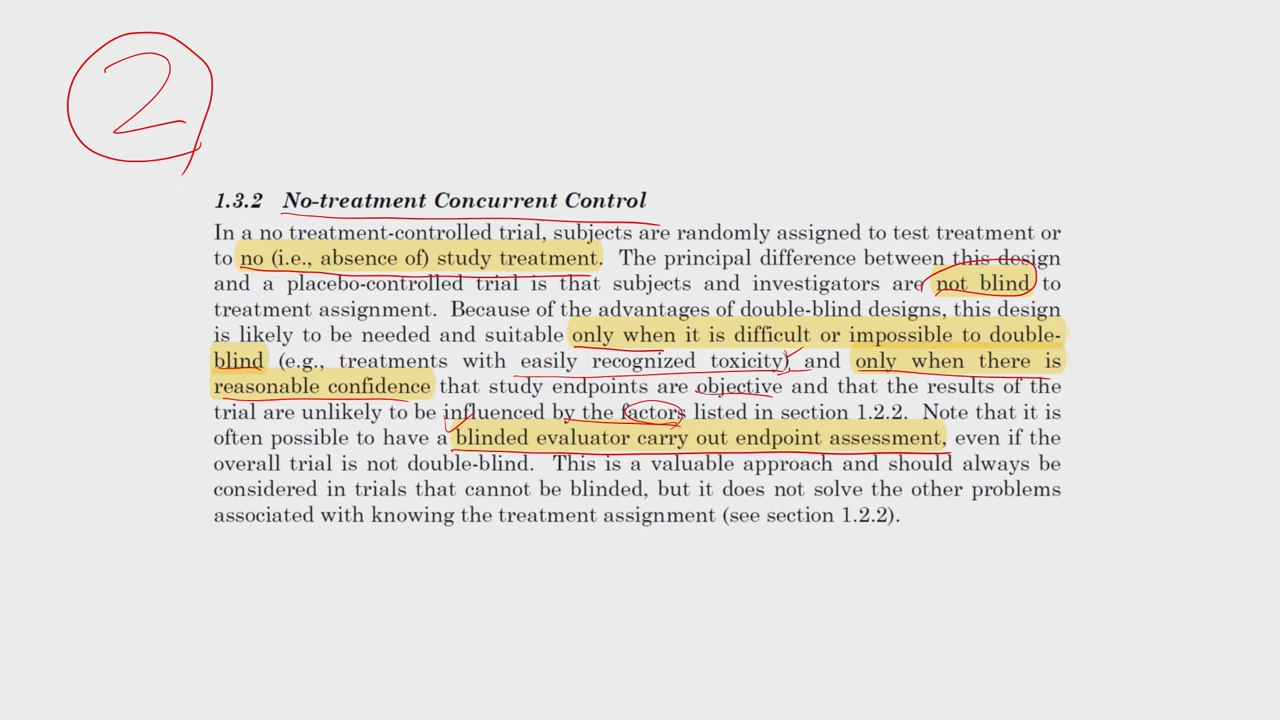 2
1.3.2 No-treatment Concurrent Control
In a no treatment-controlled trial, subjects are randomly assigned to test treatment or
to no (i.e., absence of) study treatment. The principal difference between this design
and a placebo-controlled trial is that subjects and investigators are not blind to
treatment assignment. Because of the advantages of double-blind designs, this design
is likely to be needed and suitable only when it is difficult or impossible to double-
blind (e.g., treatments with easily recognized toxicity) and only when there is
reasonable confidence that study endpoints are objective and that the results of the
trial are unlikely to be influenced by the factors listed in section 1.2.2. Note that it is
often possible to have a blinded evaluator carry out endpoint assessment, even if the
overall trial is not double-blind. This is a valuable approach and should always be
considered in trials that cannot be blinded, but it does not solve the other problems
associated with knowing the treatment assignment (see section 1.2.2).